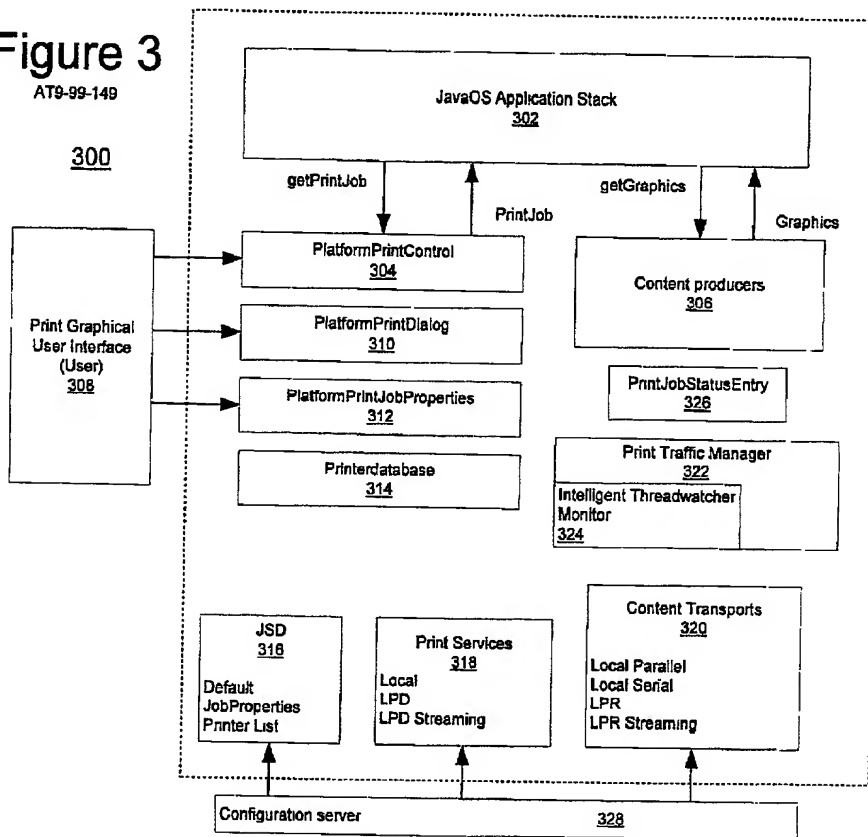 Figure 3
AT9-99-149
300
JavaOS Application Stack
302
getPrintJob
PrintJob
getGraphics
Graphics
PlatformPrintControl
304
Content producers
306
Print Graphical
User Interface
(User)
308
PlatformPrintDialog
310
PlatformPrintJobProperties
312
Printerdatabase
314
PrintJobStatusEntry
326
Print Traffic Manager
322
Intelligent Threadwatcher
Monitor
324
JSD
316
Default
JobProperties
Printer List
Print Services
318
Local
LPD
LPD Streaming
Content Transports
320
Local Parallel
Local Serial
LPR
LPR Streaming
Configuration server
328